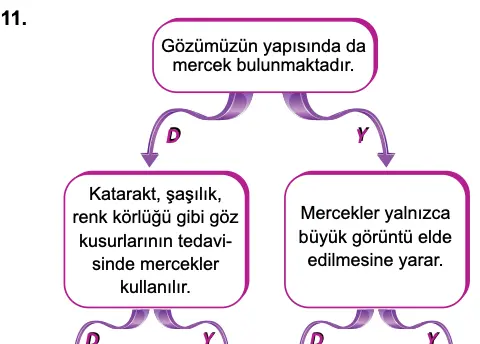 11.
Gözümüzün yapısında da
mercek bulunmaktadır.
D
Y
Katarakt, şaşılık,
renk körlüğü gibi göz
kusurlarının tedavi-
sinde mercekler
kullanılır.
Mercekler yalnızca
büyük görüntü elde
edilmesine yarar.
D
Y
D
Y